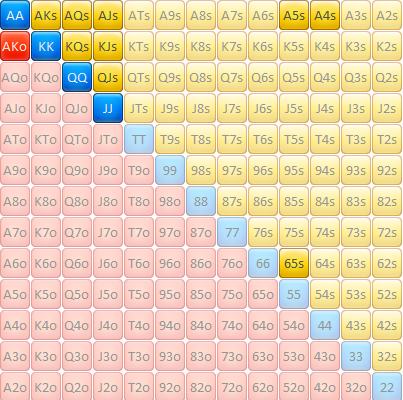 AA AKs AQs AJs ATs A9s A8s A7s A6s A5s A4s A3s A2s
AKo KK KQs KJs KTs K9s K8s K7s K6s K5s K4s K3s K2s
AQo KQo QQ QJs QTs Q9s Q8s Q7s Q6s Q5s Q4s Q3s Q2s
AJo KJo QJo JJ JTs J9s J8s J7s J6s J5s J4s J3s J2s
ATo KTo QTo JTo TT T9s T8s T7s T6s T5s T4s T3s T2s
A9o K9o Q9o J9o T9o 99 98s 97s 96s 95s 94s 93s 92s
A8o K8o Q8o J8o T8o 98o 88 87s 86s 85s 84s 83s 82s
A7o K7o Q7o J7o T7o 97o 87o 77 76s 75s 74s 73s 72s
A6o K6o Q6o J6o T6o 96o 86o 76o 66 65s 64s 63s 62s
A5o K5o Q5o J5o T5o 95o 85o 75o 65o 55 54s 53s 52s
A4o K4o Q4o J4o T4o 94o 84o 74o 64o 54o 44 43s 42s
A3o K3o Q3o J3o T3o 93o 83o 73o 63o 53o 43o 33 32s
A2o K2o Q2o J2o T2o 92o 82o 72o 62o 52o 42o 32o 22